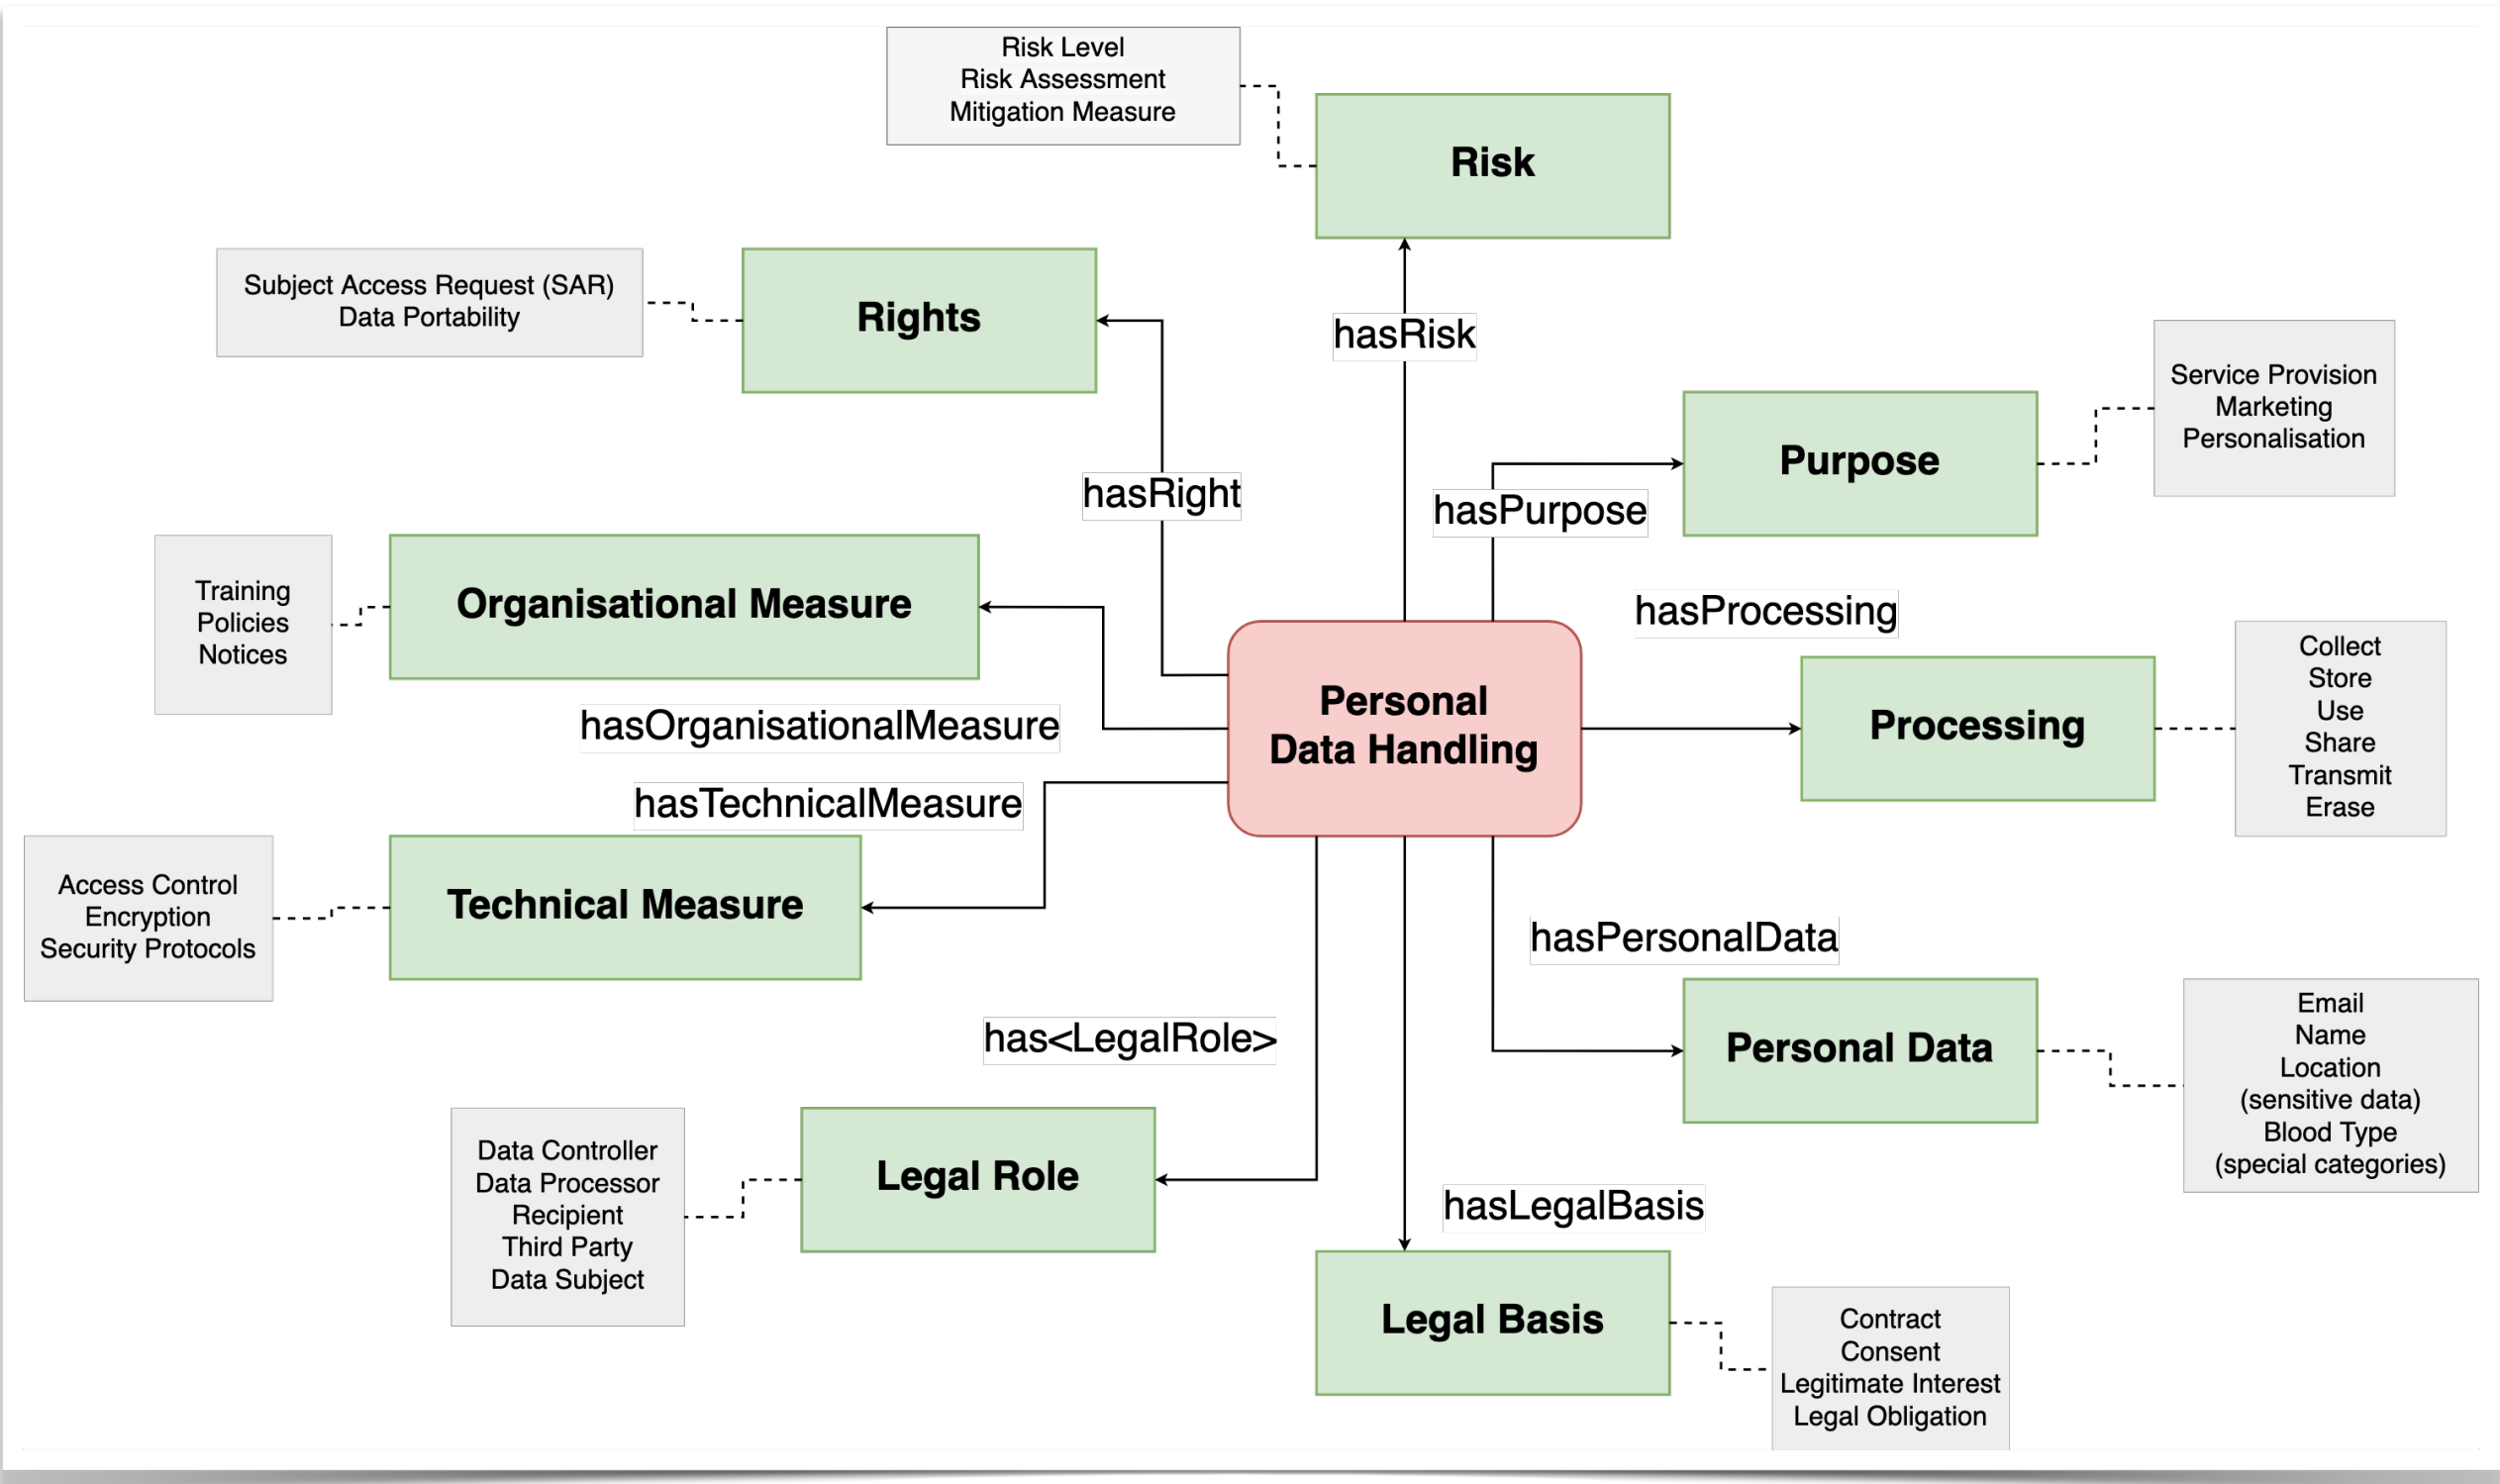 Risk Level
Risk Assessment
Mitigation Measure
Risk
Subject Access Request (SAR)
Data Portability
Rights
hasRisk
Service Provision
Marketing
Personalisation
Purpose
hasRight
hasPurpose
Training
Policies
Notices
Organisational Measure
hasProcessing
Collect
Store
Use
Share
Transmit
Erase
Processing
Personal
Data Handling
hasOrganisationalMeasure
hasTechnicalMeasure
Access Control
Encryption
Security Protocols
Technical Measure
hasPersonalData
Personal Data
Email
Name
Location
(sensitive data)
Blood Type
(special categories)
has<LegalRole>
Data Controller
Data Processor
Recipient
Third Party
Data Subject
Legal Role
hasLegalBasis
Legal Basis
Contract
Consent
Legitimate Interest
Legal Obligation